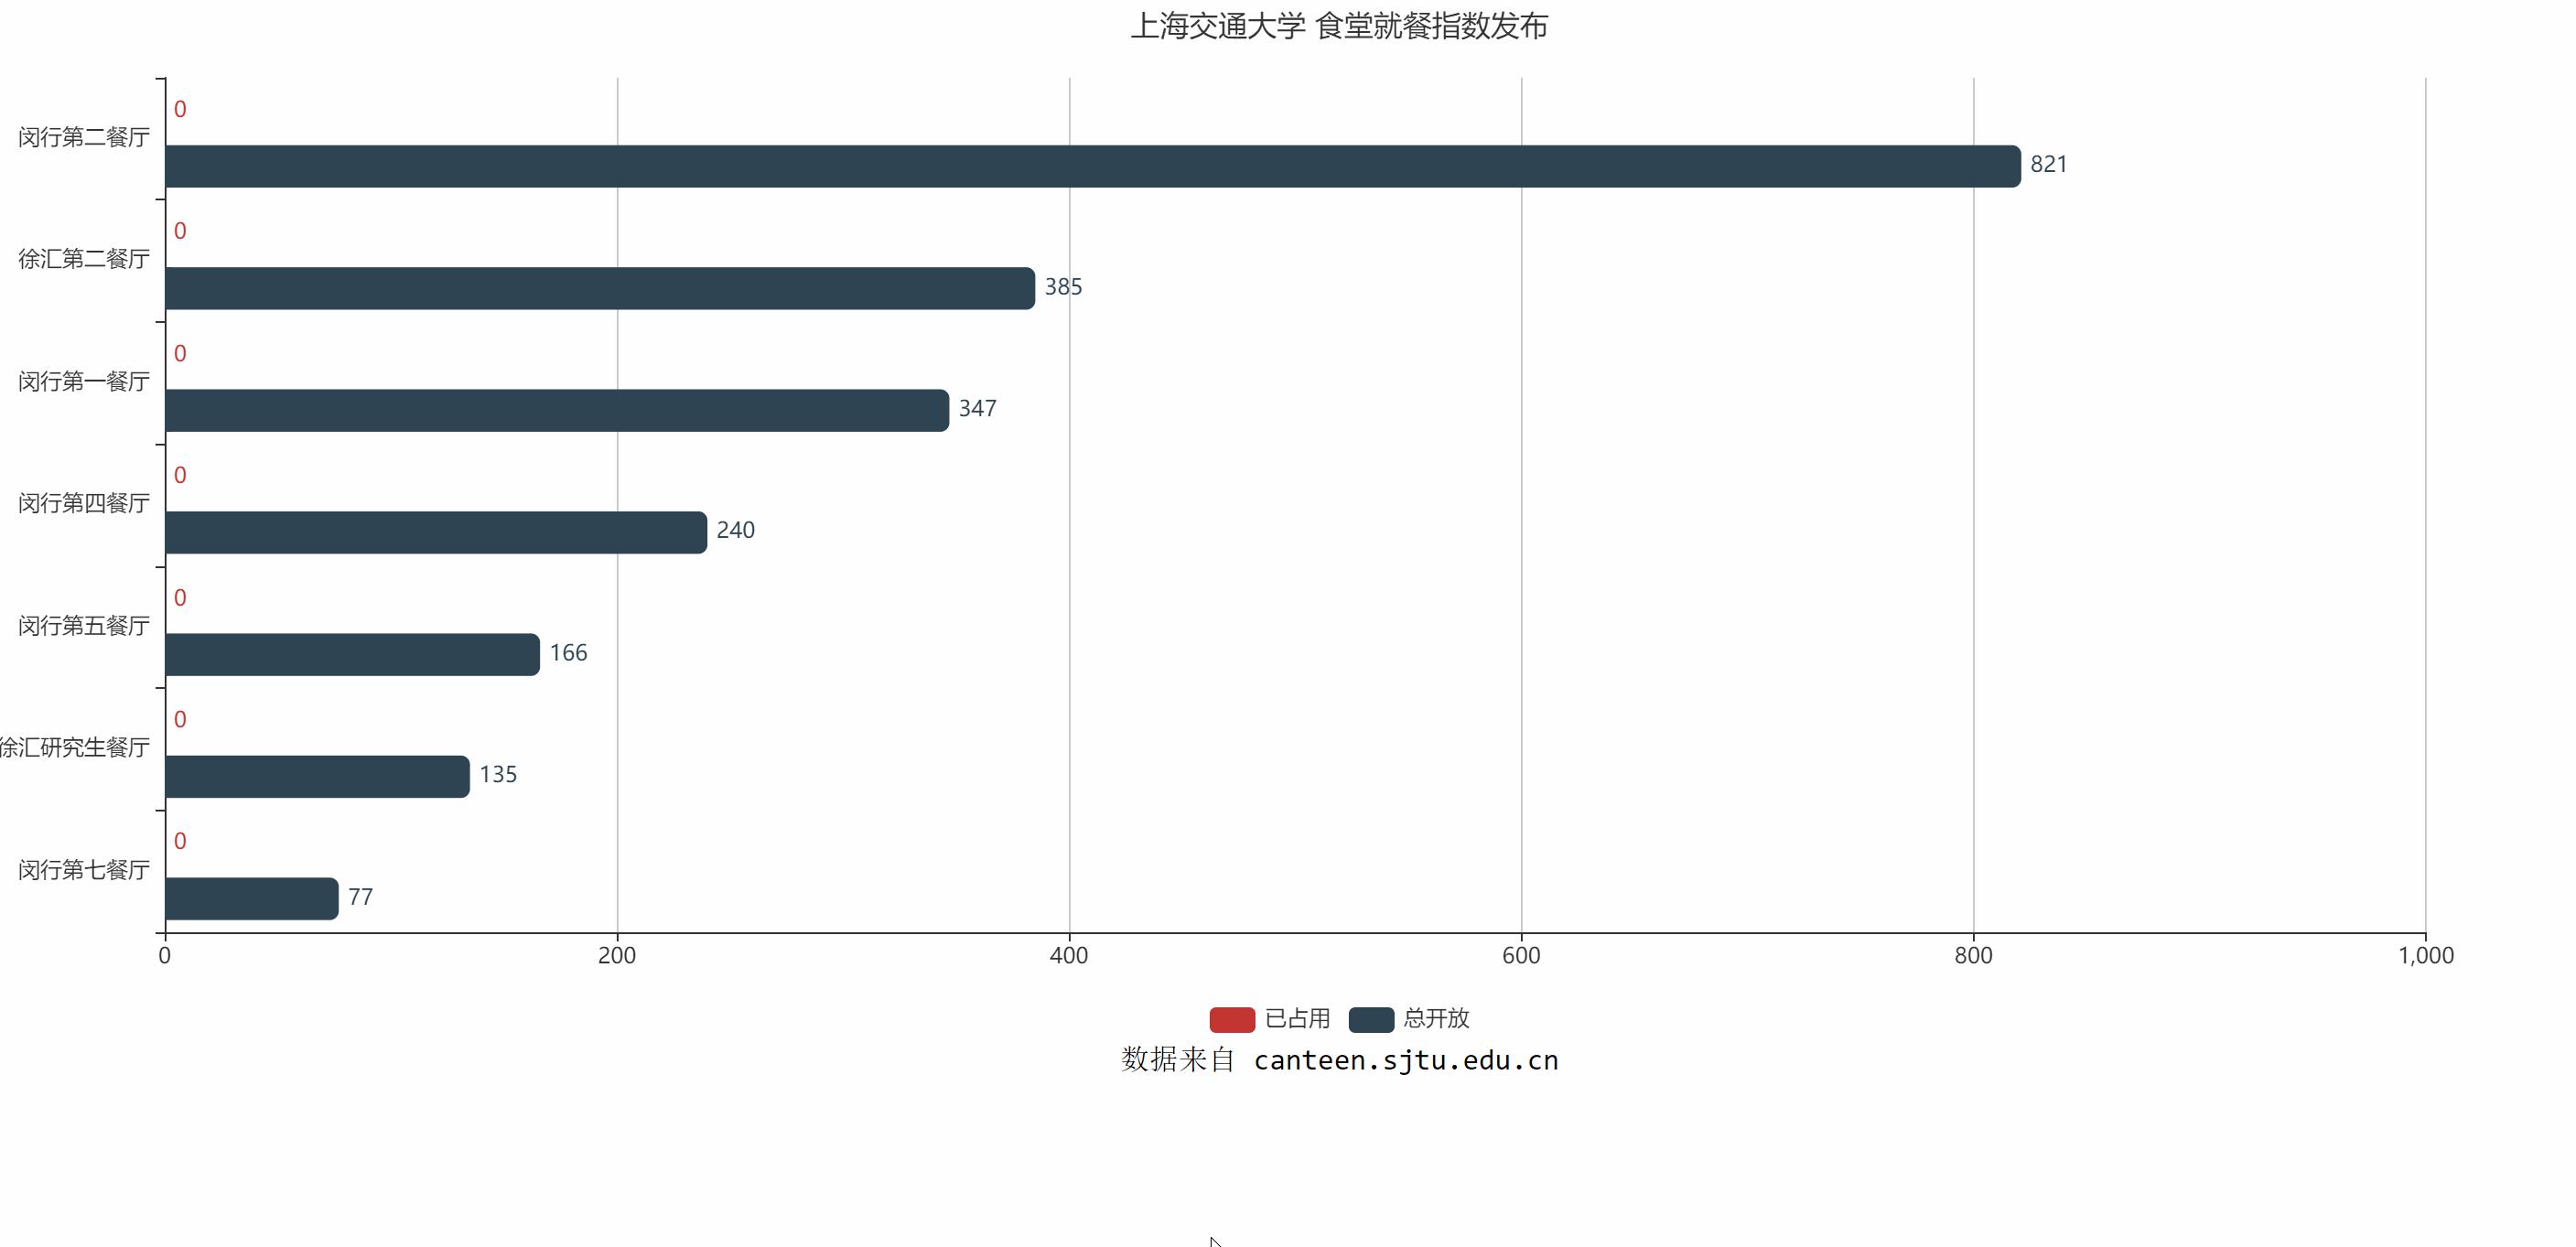 上海交通大学 食堂就餐指数发布
0
闵行第二餐厅
821
0
徐汇第二餐厅
385
0
闵行第一餐厅
347
0
闵行第四餐厅
240
0
闵行第五餐厅
166
0
徐汇研究生餐厅
135
0
闵行第七餐厅
77
0 200 400 600 800 1,000
已占用 总开放
数据来自 canteen.sjtu.edu.cn